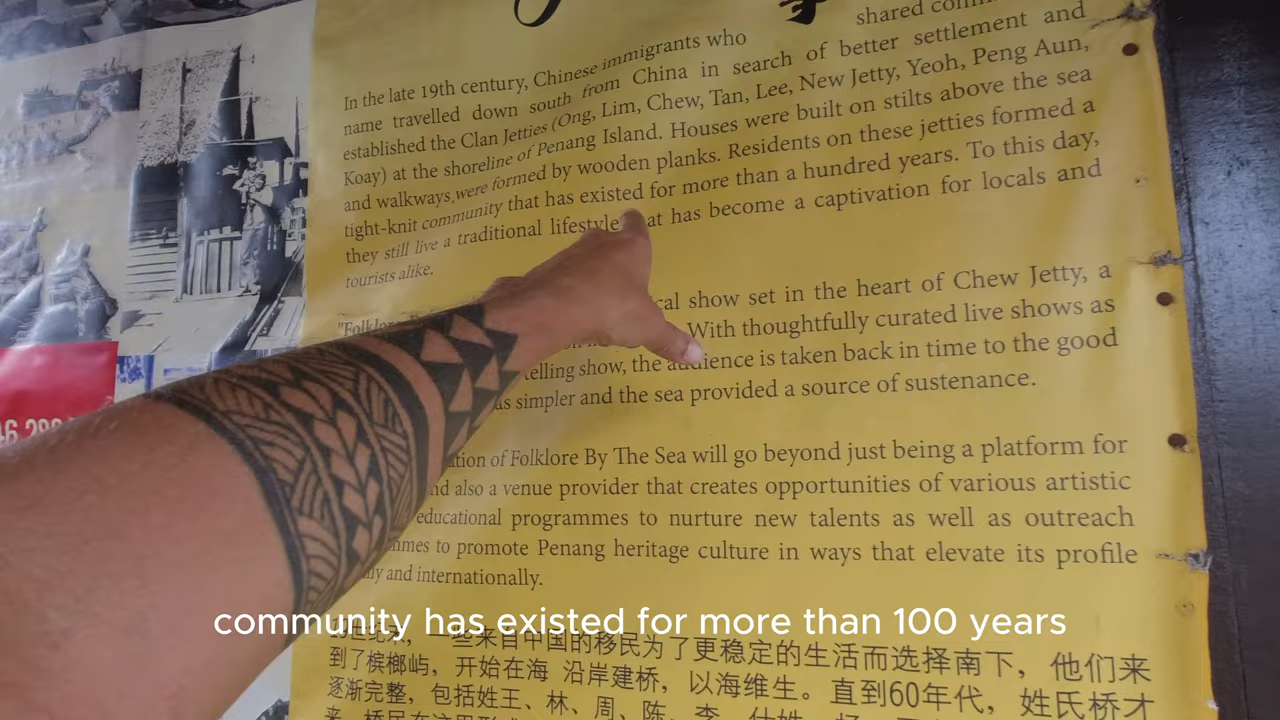 shared
In the late 19th century, Chinese immigrants who
name travelled down south from China in search of better settlement and
established the Clan Jetties (Ong, Lim, Chew, Tan, Lee, New Jetty, Yeoh, Peng Aun,
Koay) at the shoreline of Penang Island. Houses were built on stilts above the sea
and walkways were formed by wooden planks. Residents on these jetties formed a
tight-knit community that has existed for more than a hundred years. To this day,
they still live a traditional lifestyle has become a captivation for locals and
tourists alike.
"Folklore show set in the heart of Chew Jetty, a
With thoughtfully curated live shows as
show, the audience is taken back in time to the good
simpler and the sea provided a source of sustenance.
of Folklore By The Sea will go beyond just being a platform for
also a venue provider that creates opportunities of various artistic
educational programmes to nurture new talents as well as outreach
to promote Penang heritage culture in ways that elevate its profile
and internationally.
community has existed for more than 100 years
一些来自中国的移民为了更稳定的生活而选择南下，他们来
到了槟榔屿，开始在海 沿岸建桥，以海维生。直到60年代，姓氏桥才
逐渐完整，包括姓王、林、周、陈、李、